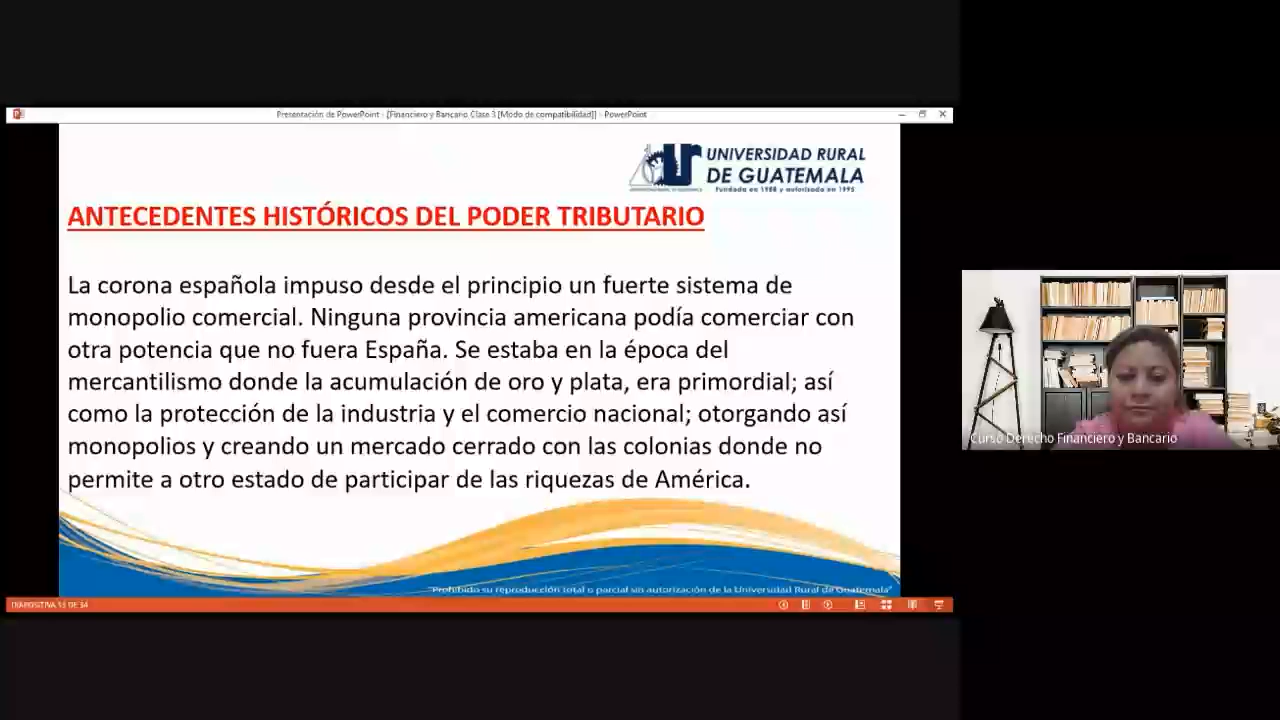 Presentación de PowerPoint - [Financiero y Bancario Clase 3 [Modo de compatibilidad]] - PowerPoint
UNIVERSIDAD RURAL
DE GUATEMALA
Fundada en 1988 y autorizada en 1995
ANTECEDENTES HISTÓRICOS DEL PODER TRIBUTARIO
La corona española impuso desde el principio un fuerte sistema de
monopolio comercial. Ninguna provincia americana podía comerciar con
otra potencia que no fuera España. Se estaba en la época del
mercantilismo donde la acumulación de oro y plata, era primordial; así
como la protección de la industria y el comercio nacional; otorgando así
monopolios y creando un mercado cerrado con las colonias donde no
permite a otro estado de participar de las riquezas de América.
"Prohibido su reproducción total o parcial sin autorización de la Universidad Rural de Guatemala"
DIAPOSITIVA 15 DE 34
Curso Derecho Financiero y Bancario